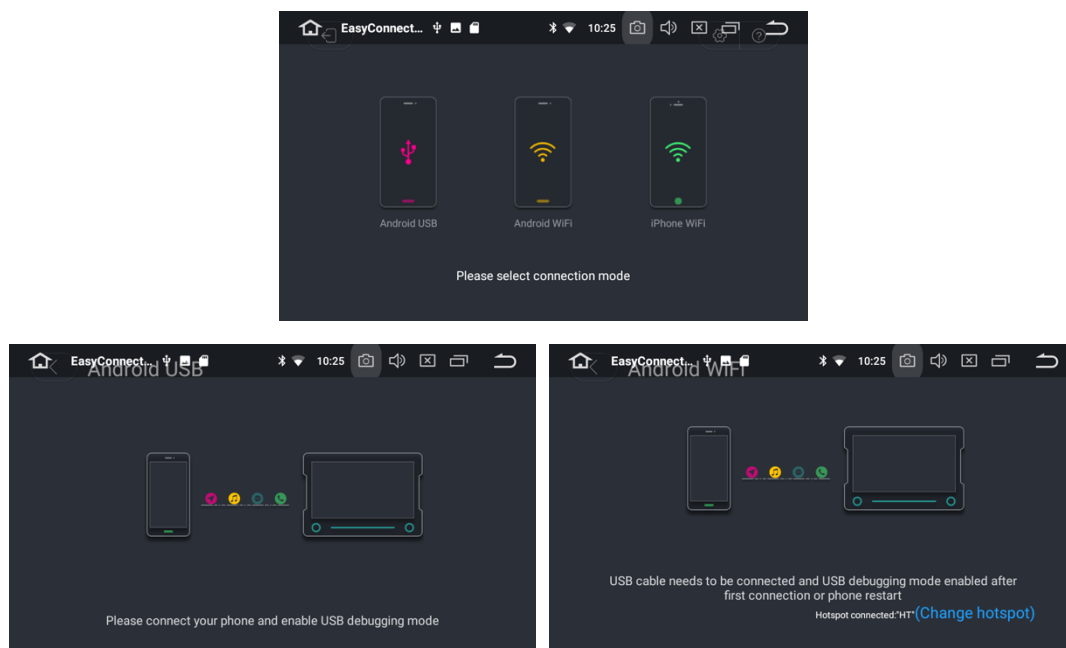 EasyConnect...
10:25
Android USB
Android WiFi
iPhone WiFi
Please select connection mode
EasyConnect...
10:25
Android USB
Please connect your phone and enable USB debugging mode
EasyConnect...
10:25
Android WiFi
USB cable needs to be connected and USB debugging mode enabled after
first connection or phone restart
Hotspot connected:"HT"(Change hotspot)